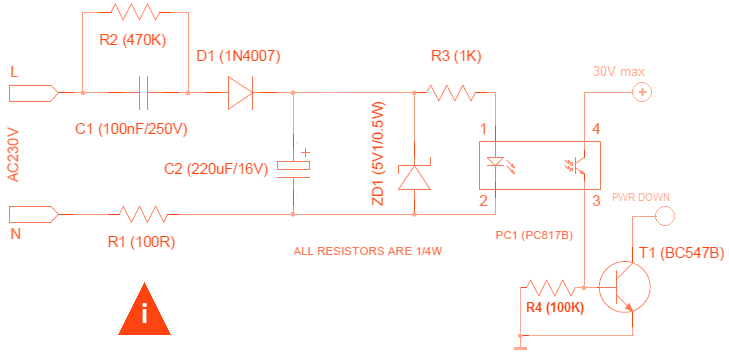 R2 (470K)
D1 (1N4007)
R3 (1K)
L
30V max
C1 (100nF/250V)
1
4
AC230V
+
C2 (220uF/16V)
ZD1 (5V1/0.5W)
2
3
PWR DOWN
N
R1 (100R)
ALL RESISTORS ARE 1/4W
PC1 (PC817B)
T1 (BC547B)
R4 (100K)
i